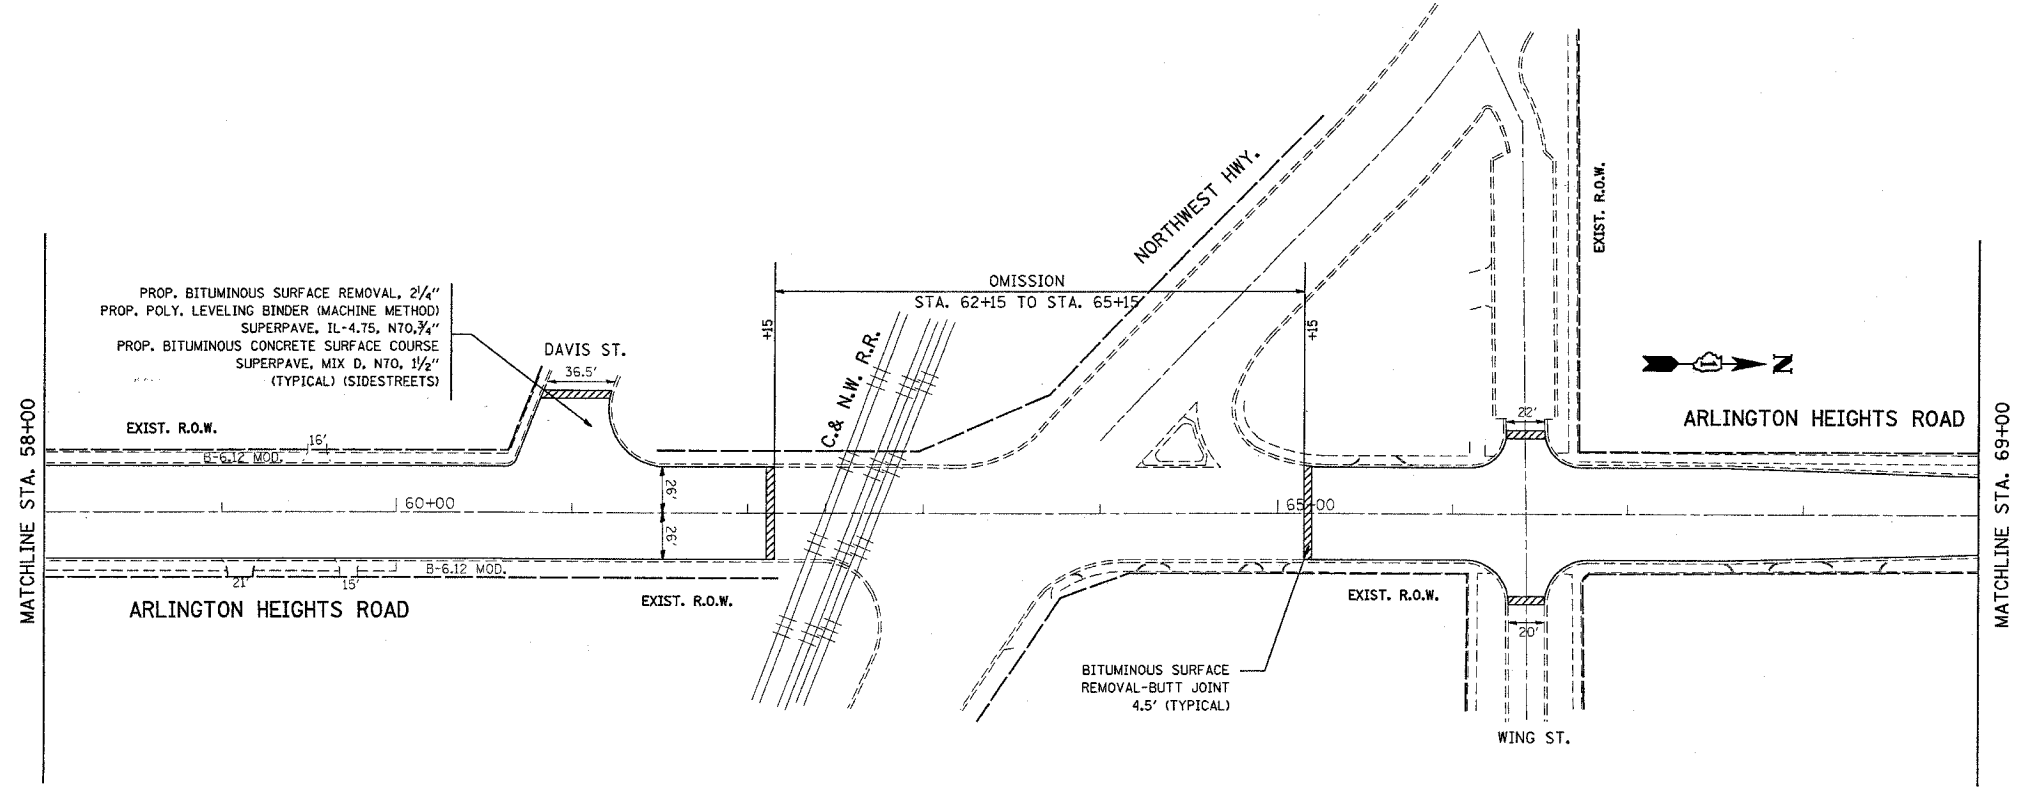 NORTHWEST HWY.
EXIST. R.O.W.
OMISSION
STA. 62+15 TO STA. 65+15
+15
+15
PROP. BITUMINOUS SURFACE REMOVAL, 2 1/4"
PROP. POLY. LEVELING BINDER (MACHINE METHOD)
SUPERPAVE, IL-4.75, N70, 3/4"
PROP. BITUMINOUS CONCRETE SURFACE COURSE
SUPERPAVE, MIX D, N70, 1 1/2"
(TYPICAL) (SIDESTREETS)
DAVIS ST.
36.5'
C.& N.W. R.R.
N
ARLINGTON HEIGHTS ROAD
22'
MATCHLINE STA. 58+00
EXIST. R.O.W.
16'
B-6.12 MOD.
MATCHLINE STA. 69+00
60+00
26'
26'
65+00
B-6.12 MOD.
21'
15'
ARLINGTON HEIGHTS ROAD
EXIST. R.O.W.
EXIST. R.O.W.
20'
BITUMINOUS SURFACE
REMOVAL-BUTT JOINT
4.5' (TYPICAL)
WING ST.